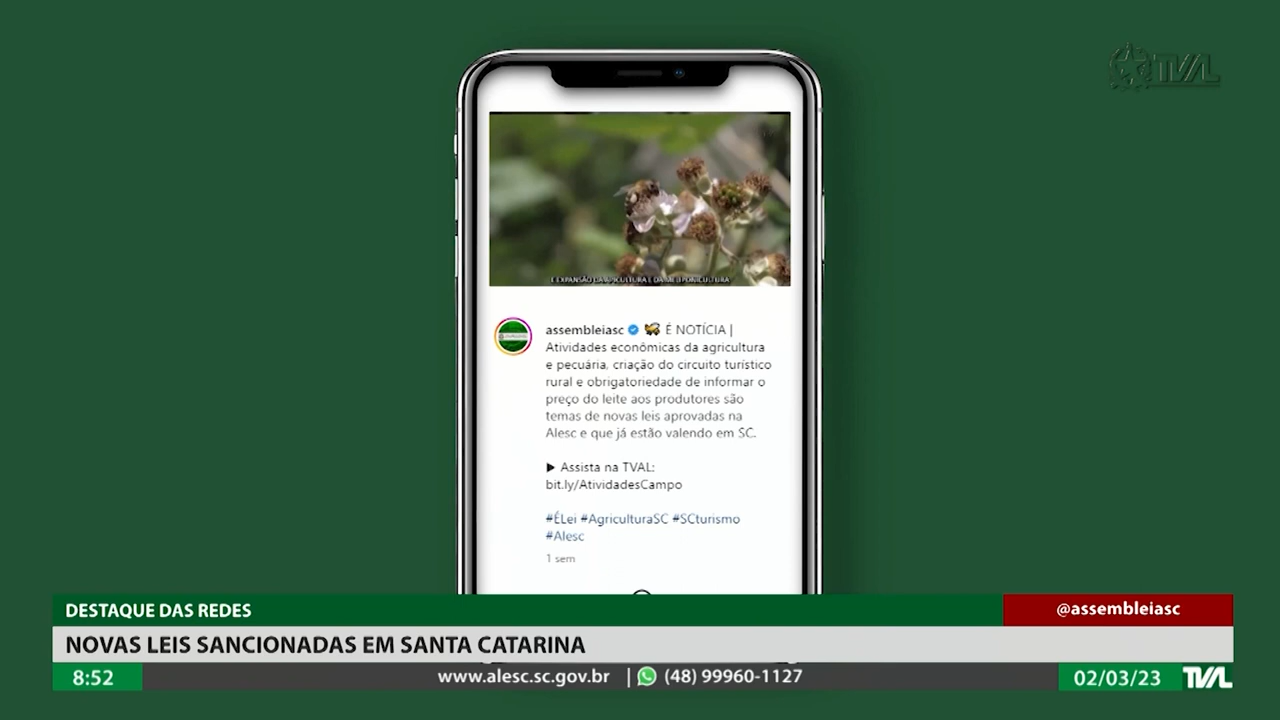 TVAL
E EXPANSÃO DA APICULTURA E DA MELIPONICULTURA
assembleiasc É NOTÍCIA |
Atividades econômicas da agricultura
e pecuária, criação do circuito turístico
rural e obrigatoriedade de informar o
preço do leite aos produtores são
temas de novas leis aprovadas na
Alesc e que já estão valendo em SC.
▶ Assista na TVAL:
bit.ly/AtividadesCampo
#ÉLei #AgriculturaSC #SCturismo
#Alesc
1 sem
DESTAQUE DAS REDES
@assembleiasc
NOVAS LEIS SANCIONADAS EM SANTA CATARINA
8:52
www.alesc.sc.gov.br | (48) 99960-1127
02/03/23
TVAL